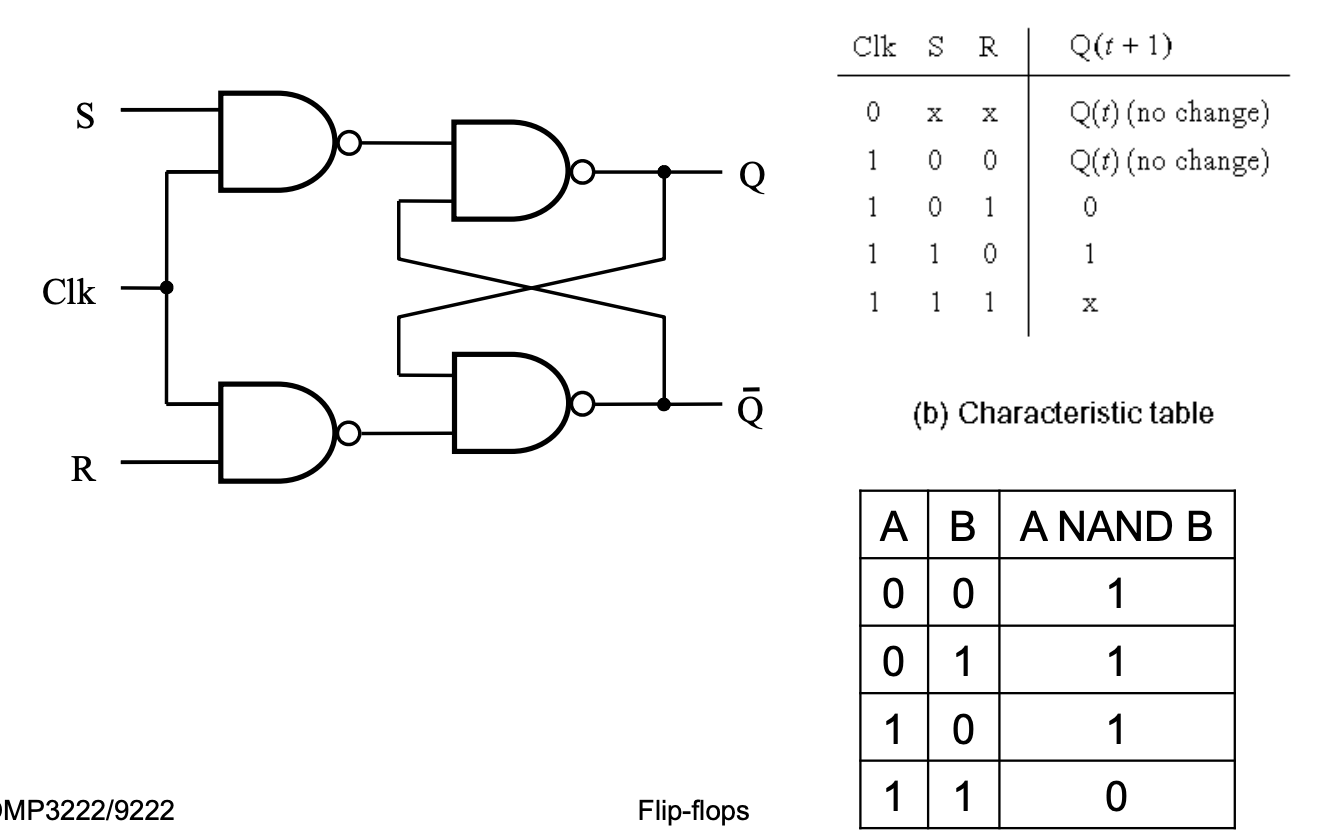 S
Clk
R
Q
Q̄
Clk S R Q(t + 1)
0 x x Q(t) (no change)
1 0 0 Q(t) (no change)
1 0 1 0
1 1 0 1
1 1 1 x
(b) Characteristic table
A B A NAND B
0 0 1
0 1 1
1 0 1
1 1 0
MP3222/9222
Flip-flops